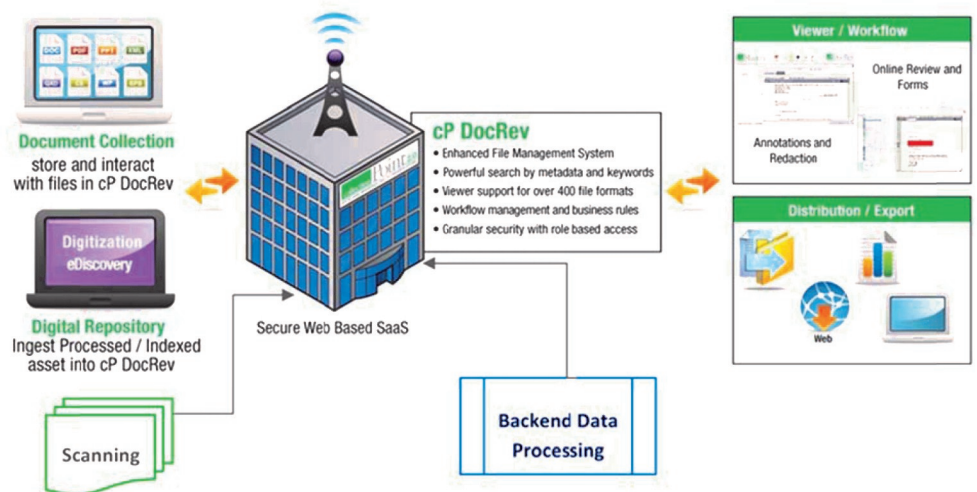 DOC
PDF
PPT
XML
Document Collection
store and interact
with files in cP DocRev
Digitization
eDiscovery
Digital Repository
Ingest Processed / Indexed
asset into cP DocRev
Scanning
Secure Web Based SaaS
cP DocRev
• Enhanced File Management System
• Powerful search by metadata and keywords
• Viewer support for over 400 file formats
• Workflow management and business rules
• Granular security with role based access
Backend Data
Processing
Viewer / Workflow
Online Review and
Forms
Annotations and
Redaction
Distribution / Export
Web